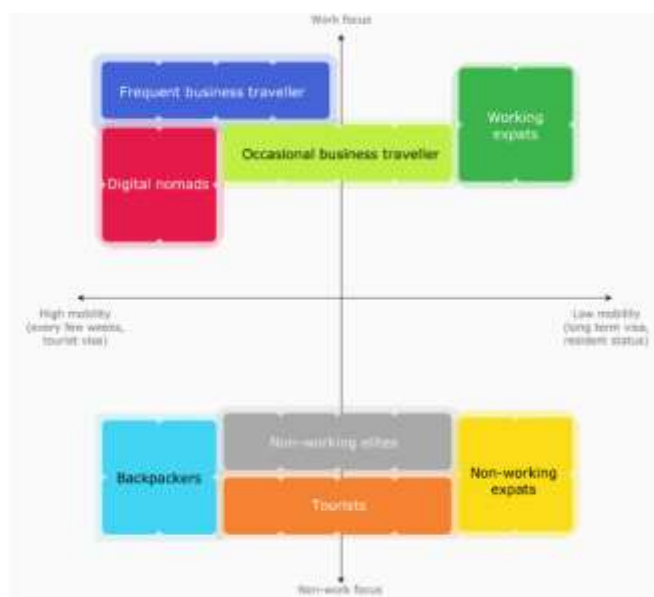 Work focus
Frequent business traveller
Working
expats
Occasional business traveller
Digital nomads
High mobility
(every few weeks,
tourist visa)
Low mobility
(long term visa,
resident status)
Non-working elites
Backpackers
Non-working
expats
Tourists
Non-work focus